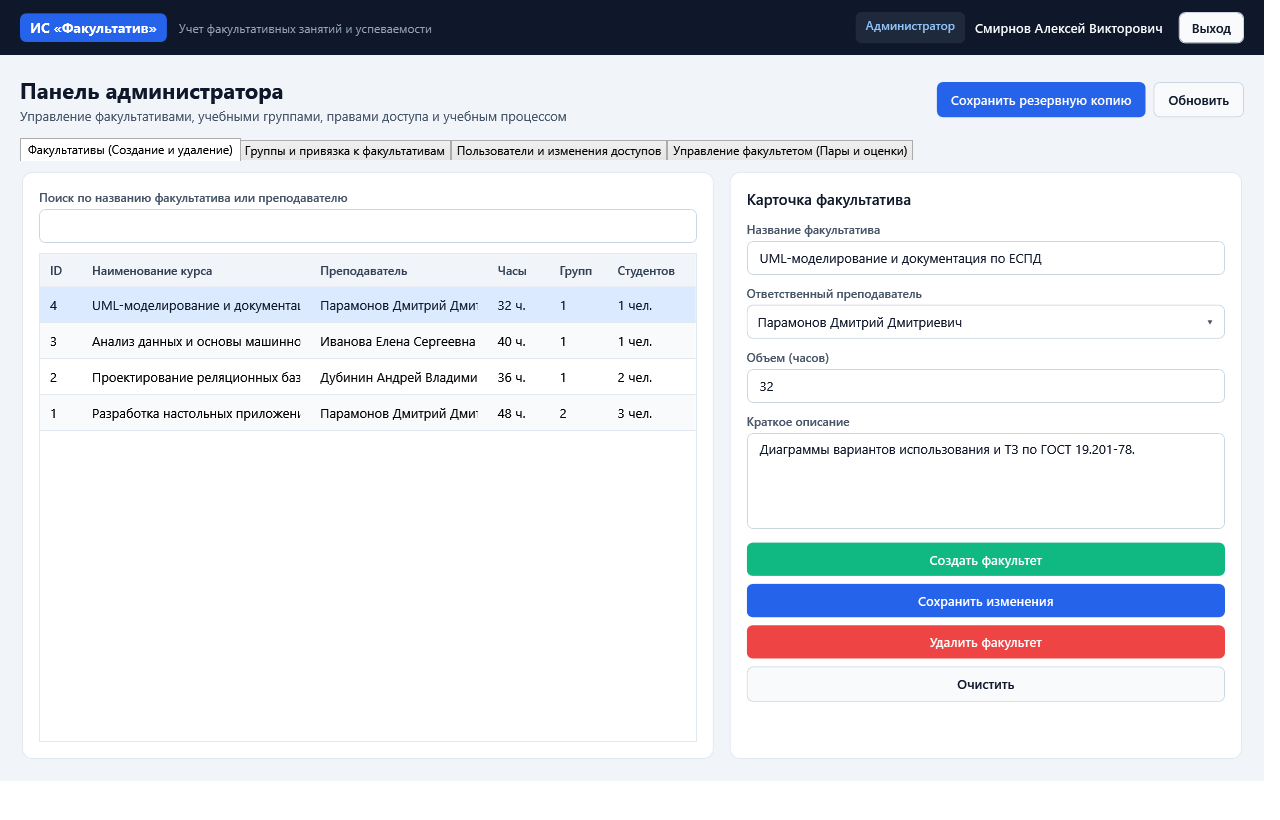 ИС «Факультатив» Учет факультативных занятий и успеваемости Администратор Смирнов Алексей Викторович Выход
Панель администратора
Управление факультативами, учебными группами, правами доступа и учебным процессом
Сохранить резервную копию Обновить
Факультативы (Создание и удаление) Группы и привязка к факультативам Пользователи и изменения доступов Управление факультетом (Пары и оценки)
Поиск по названию факультатива или преподавателю
ID Наименование курса Преподаватель Часы Групп Студентов
4 UML-моделирование и документац Парамонов Дмитрий Дмит 32 ч. 1 1 чел.
3 Анализ данных и основы машинно Иванова Елена Сергеевна 40 ч. 1 1 чел.
2 Проектирование реляционных баз Дубинин Андрей Владими 36 ч. 1 2 чел.
1 Разработка настольных приложени Парамонов Дмитрий Дмит 48 ч. 2 3 чел.
Карточка факультатива
Название факультатива
UML-моделирование и документация по ЕСПД
Ответственный преподаватель
Парамонов Дмитрий Дмитриевич
Объем (часов)
32
Краткое описание
Диаграммы вариантов использования и ТЗ по ГОСТ 19.201-78.
Создать факультет
Сохранить изменения
Удалить факультет
Очистить